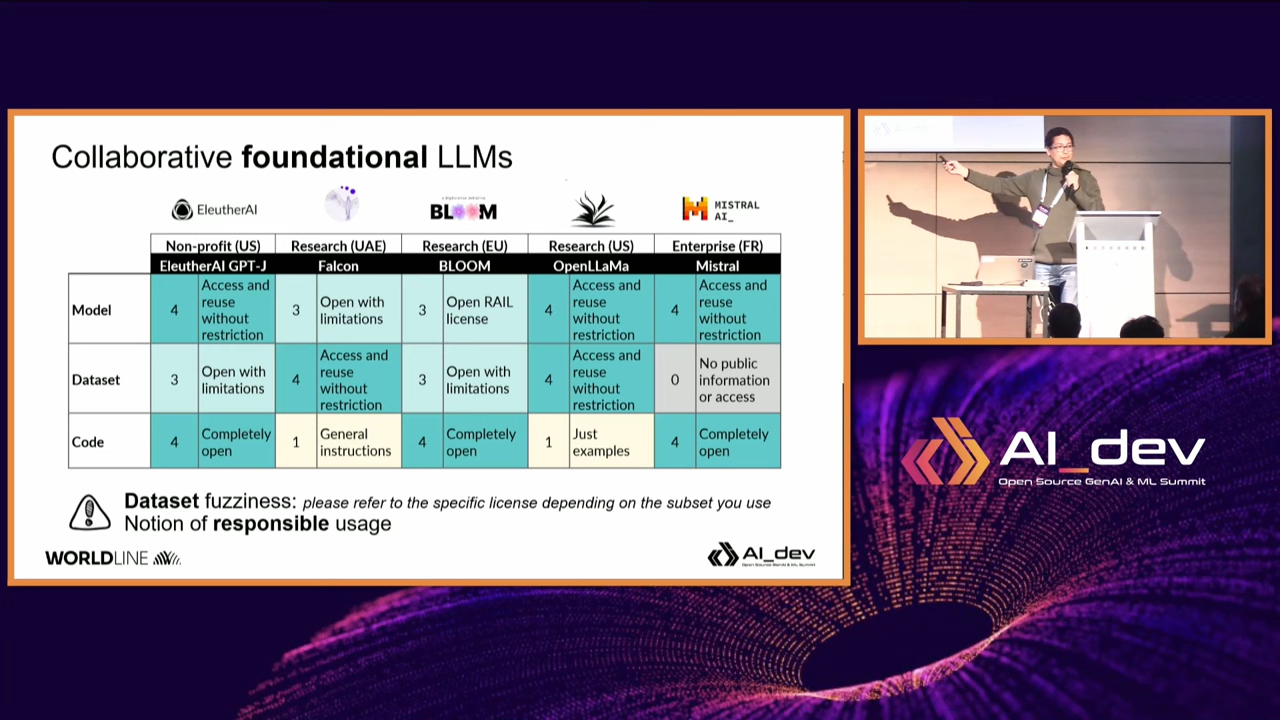 Collaborative foundational LLMs
EleutherAI
BLOOM
MISTRAL
AI_
Non-profit (US) Research (UAE) Research (EU) Research (US) Enterprise (FR)
EleutherAI GPT-J Falcon BLOOM OpenLLaMa Mistral
Model
4 Access and
reuse
without
restriction
3 Open with
limitations
3 Open RAIL
license
4 Access and
reuse
without
restriction
4 Access and
reuse
without
restriction
Dataset
3 Open with
limitations
4 Access and
reuse
without
restriction
3 Open with
limitations
4 Access and
reuse
without
restriction
0 No public
information
or access
Code
4 Completely
open
1 General
instructions
4 Completely
open
1 Just
examples
4 Completely
open
Dataset fuzziness: please refer to the specific license depending on the subset you use
Notion of responsible usage
WORLDLINE
AI_dev
Open Source GenAI & ML Summit
AI_dev
Open Source GenAI & ML Summit